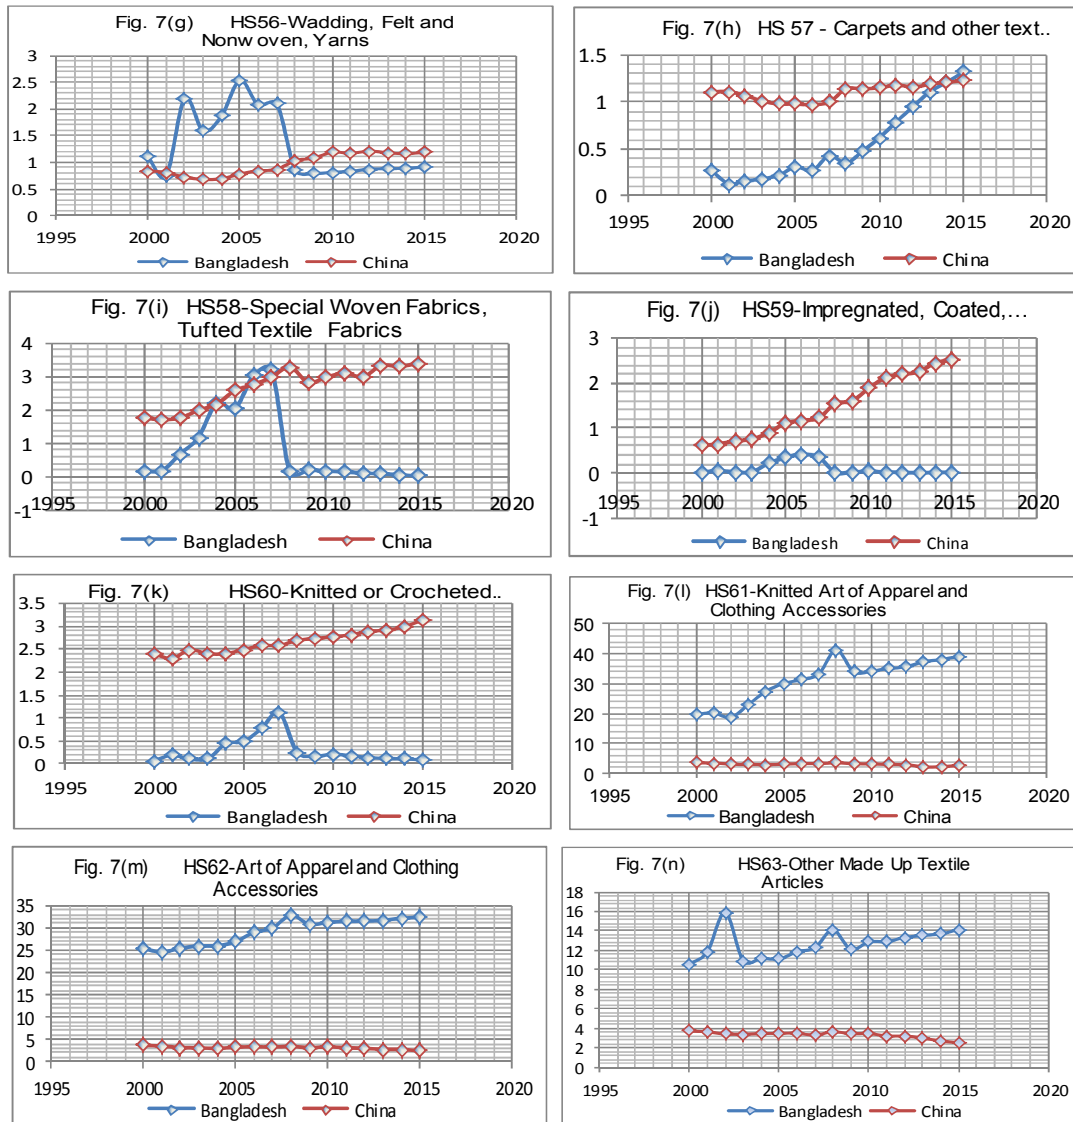 Fig. 7(g) HS56-Wadding, Felt and
Nonwoven, Yarns
3
2.5
2
1.5
1
0.5
0
1995 2000 2005 2010 2015 2020
Bangladesh China
Fig. 7(h) HS 57 - Carpets and other text..
1.5
1
0.5
0
1995 2000 2005 2010 2015 2020
Bangladesh China
Fig. 7(i) HS58-Special Woven Fabrics,
Tufted Textile Fabrics
4
3
2
1
0
-1
1995 2000 2005 2010 2015 2020
Bangladesh China
Fig. 7(j) HS59-Impregnated, Coated,...
3
2
1
0
-1
1995 2000 2005 2010 2015 2020
Bangladesh China
Fig. 7(k) HS60-Knitted or Crocheted..
3.5
3
2.5
2
1.5
1
0.5
0
1995 2000 2005 2010 2015 2020
Bangladesh China
Fig. 7(l) HS61-Knitted Art of Apparel and
Clothing Accessories
50
40
30
20
10
0
1995 2000 2005 2010 2015 2020
Bangladesh China
Fig. 7(m) HS62-Art of Apparel and Clothing
Accessories
35
30
25
20
15
10
5
0
1995 2000 2005 2010 2015 2020
Bangladesh China
Fig. 7(n) HS63-Other Made Up Textile
Articles
18
16
14
12
10
8
6
4
2
0
1995 2000 2005 2010 2015 2020
Bangladesh China